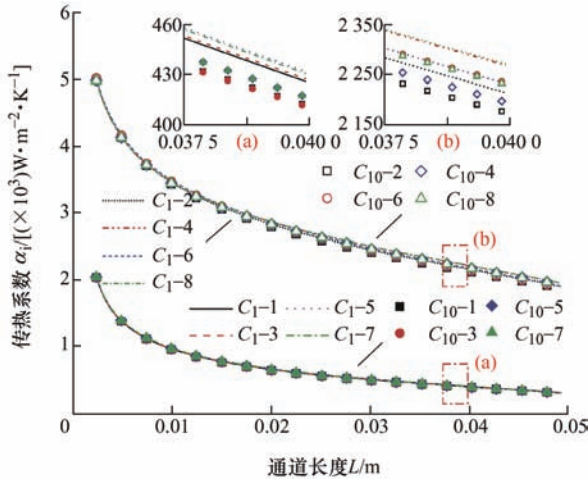 460
430
400
0.037 5
0.040 0
(a)
2 350
2 250
2 150
0.037 5
0.040 0
(b)
C10–2
C10–4
C10–6
C10–8
C1–2
C1–4
C1–6
C1–8
(b)
C1–1
C1–5
C10–1
C10–5
C1–3
C1–7
C10–3
C10–7
(a)
6
5
4
3
2
1
0
0.01
0.02
0.03
0.04
0.05
传热系数 αi/[(×10³)W·m⁻²·K⁻¹]
通道长度L/m